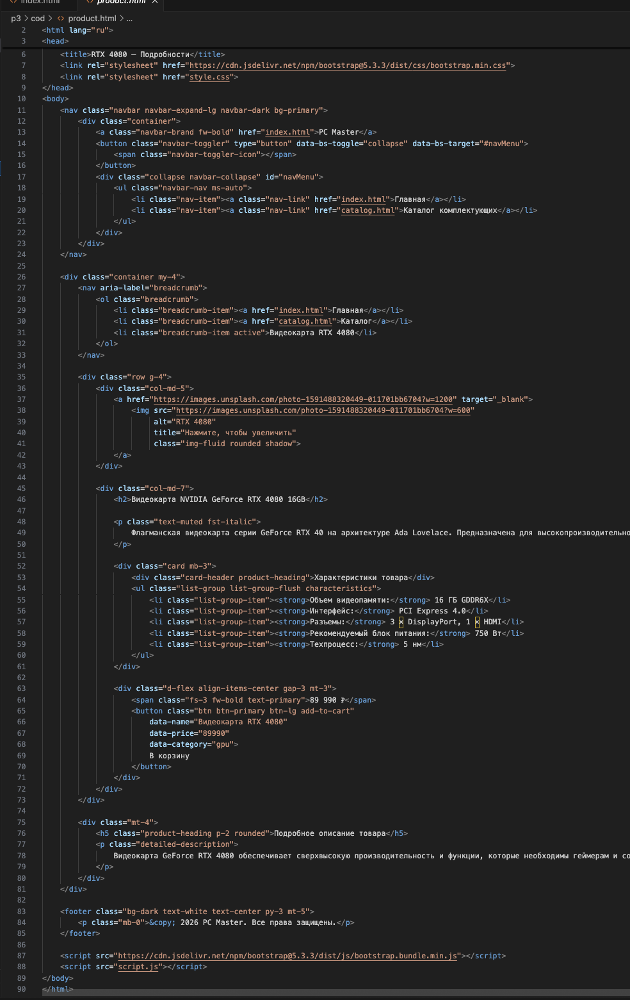 index.html product.html ×
p3 > cod > <> product.html > ...
2 <html lang="ru">
3 <head>
6 <title>RTX 4080 — Подробности</title>
7 <link rel="stylesheet" href="https://cdn.jsdelivr.net/npm/bootstrap@5.3.3/dist/css/bootstrap.min.css">
8 <link rel="stylesheet" href="style.css">
9 </head>
10 <body>
11 <nav class="navbar navbar-expand-lg navbar-dark bg-primary">
12 <div class="container">
13 <a class="navbar-brand fw-bold" href="index.html">PC Master</a>
14 <button class="navbar-toggler" type="button" data-bs-toggle="collapse" data-bs-target="#navMenu">
15 <span class="navbar-toggler-icon"></span>
16 </button>
17 <div class="collapse navbar-collapse" id="navMenu">
18 <ul class="navbar-nav ms-auto">
19 <li class="nav-item"><a class="nav-link" href="index.html">Главная</a></li>
20 <li class="nav-item"><a class="nav-link" href="catalog.html">Каталог комплектующих</a></li>
21 </ul>
22 </div>
23 </div>
24 </nav>
25
26 <div class="container my-4">
27 <nav aria-label="breadcrumb">
28 <ol class="breadcrumb">
29 <li class="breadcrumb-item"><a href="index.html">Главная</a></li>
30 <li class="breadcrumb-item"><a href="catalog.html">Каталог</a></li>
31 <li class="breadcrumb-item active">Видеокарта RTX 4080</li>
32 </ol>
33 </nav>
34
35 <div class="row g-4">
36 <div class="col-md-5">
37 <a href="https://images.unsplash.com/photo-1591488320449-011701bb6704?w=1200" target="_blank">
38 <img src="https://images.unsplash.com/photo-1591488320449-011701bb6704?w=600"
39 alt="RTX 4080"
40 title="Нажмите, чтобы увеличить"
41 class="img-fluid rounded shadow">
42 </a>
43 </div>
44
45 <div class="col-md-7">
46 <h2>Видеокарта NVIDIA GeForce RTX 4080 16GB</h2>
47
48 <p class="text-muted fst-italic">
49 Флагманская видеокарта серии GeForce RTX 40 на архитектуре Ada Lovelace. Предназначена для высокопроизводительно
50 </p>
51
52 <div class="card mb-3">
53 <div class="card-header product-heading">Характеристики товара</div>
54 <ul class="list-group list-group-flush characteristics">
55 <li class="list-group-item"><strong>Объем видеопамяти:</strong> 16 ГБ GDDR6X</li>
56 <li class="list-group-item"><strong>Интерфейс:</strong> PCI Express 4.0</li>
57 <li class="list-group-item"><strong>Разъемы:</strong> 3 × DisplayPort, 1 × HDMI</li>
58 <li class="list-group-item"><strong>Рекомендуемый блок питания:</strong> 750 Вт</li>
59 <li class="list-group-item"><strong>Техпроцесс:</strong> 5 нм</li>
60 </ul>
61 </div>
62
63 <div class="d-flex align-items-center gap-3 mt-3">
64 <span class="fs-3 fw-bold text-primary">89 990 ₽</span>
65 <button class="btn btn-primary btn-lg add-to-cart"
66 data-name="Видеокарта RTX 4080"
67 data-price="89990"
68 data-category="gpu">
69 В корзину
70 </button>
71 </div>
72 </div>
73 </div>
74
75 <div class="mt-4">
76 <h5 class="product-heading p-2 rounded">Подробное описание товара</h5>
77 <p class="detailed-description">
78 Видеокарта GeForce RTX 4080 обеспечивает сверхвысокую производительность и функции, которые необходимы геймерам и со
79 </p>
80 </div>
81 </div>
82
83 <footer class="bg-dark text-white text-center py-3 mt-5">
84 <p class="mb-0">&copy; 2026 PC Master. Все права защищены.</p>
85 </footer>
86
87 <script src="https://cdn.jsdelivr.net/npm/bootstrap@5.3.3/dist/js/bootstrap.bundle.min.js"></script>
88 <script src="script.js"></script>
89 </body>
90 </html>